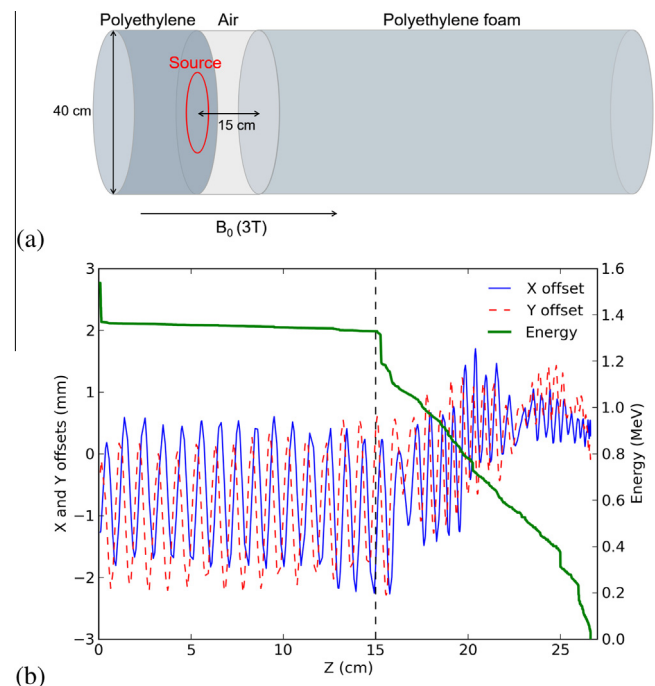 Polyethylene Air Polyethylene foam
Source
40 cm
15 cm
B0 (3T)
(a)
3
2
1
0
-1
-2
-3
X and Y offsets (mm)
X offset
Y offset
Energy
1.6
1.4
1.2
1.0
0.8
0.6
0.4
0.2
0.0
Energy (MeV)
0 5 10 15 20 25
Z (cm)
(b)